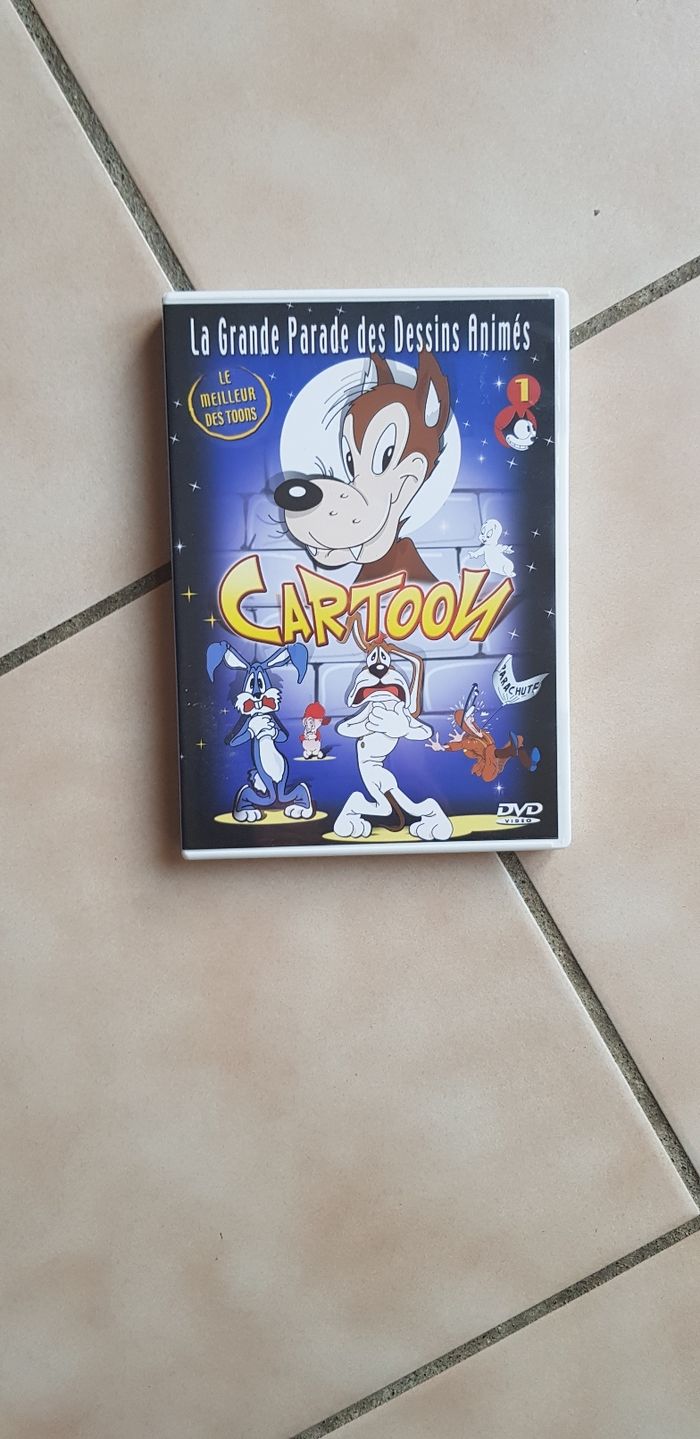 La Grande Parade des Dessins Animés
LE
MEILLEUR
DES TOONS
1
CARTOON
PARACHUTE
DVD
VIDEO